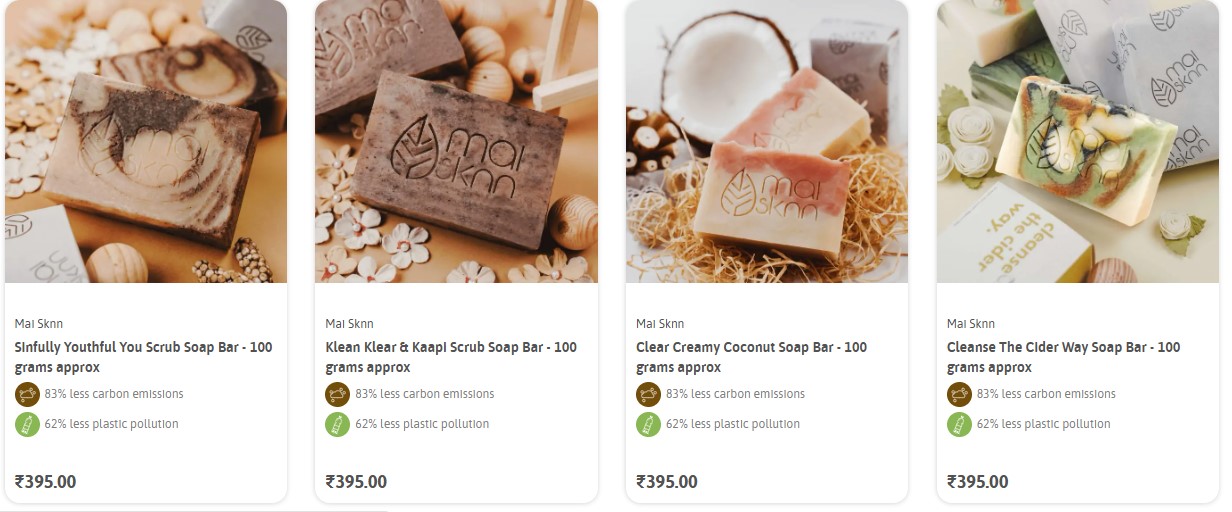 mai
sknn
mai
sknn
mai
sknn
mai
sknn
mai
sknn
mai
sknn
cleanse
the cider
way.
Mai Sknn
Sinfully Youthful You Scrub Soap Bar - 100
grams approx
83% less carbon emissions
62% less plastic pollution
₹395.00
Mai Sknn
Klean Klear & Kaapi Scrub Soap Bar - 100
grams approx
83% less carbon emissions
62% less plastic pollution
₹395.00
Mai Sknn
Clear Creamy Coconut Soap Bar - 100
grams approx
83% less carbon emissions
62% less plastic pollution
₹395.00
Mai Sknn
Cleanse The Cider Way Soap Bar - 100
grams approx
83% less carbon emissions
62% less plastic pollution
₹395.00